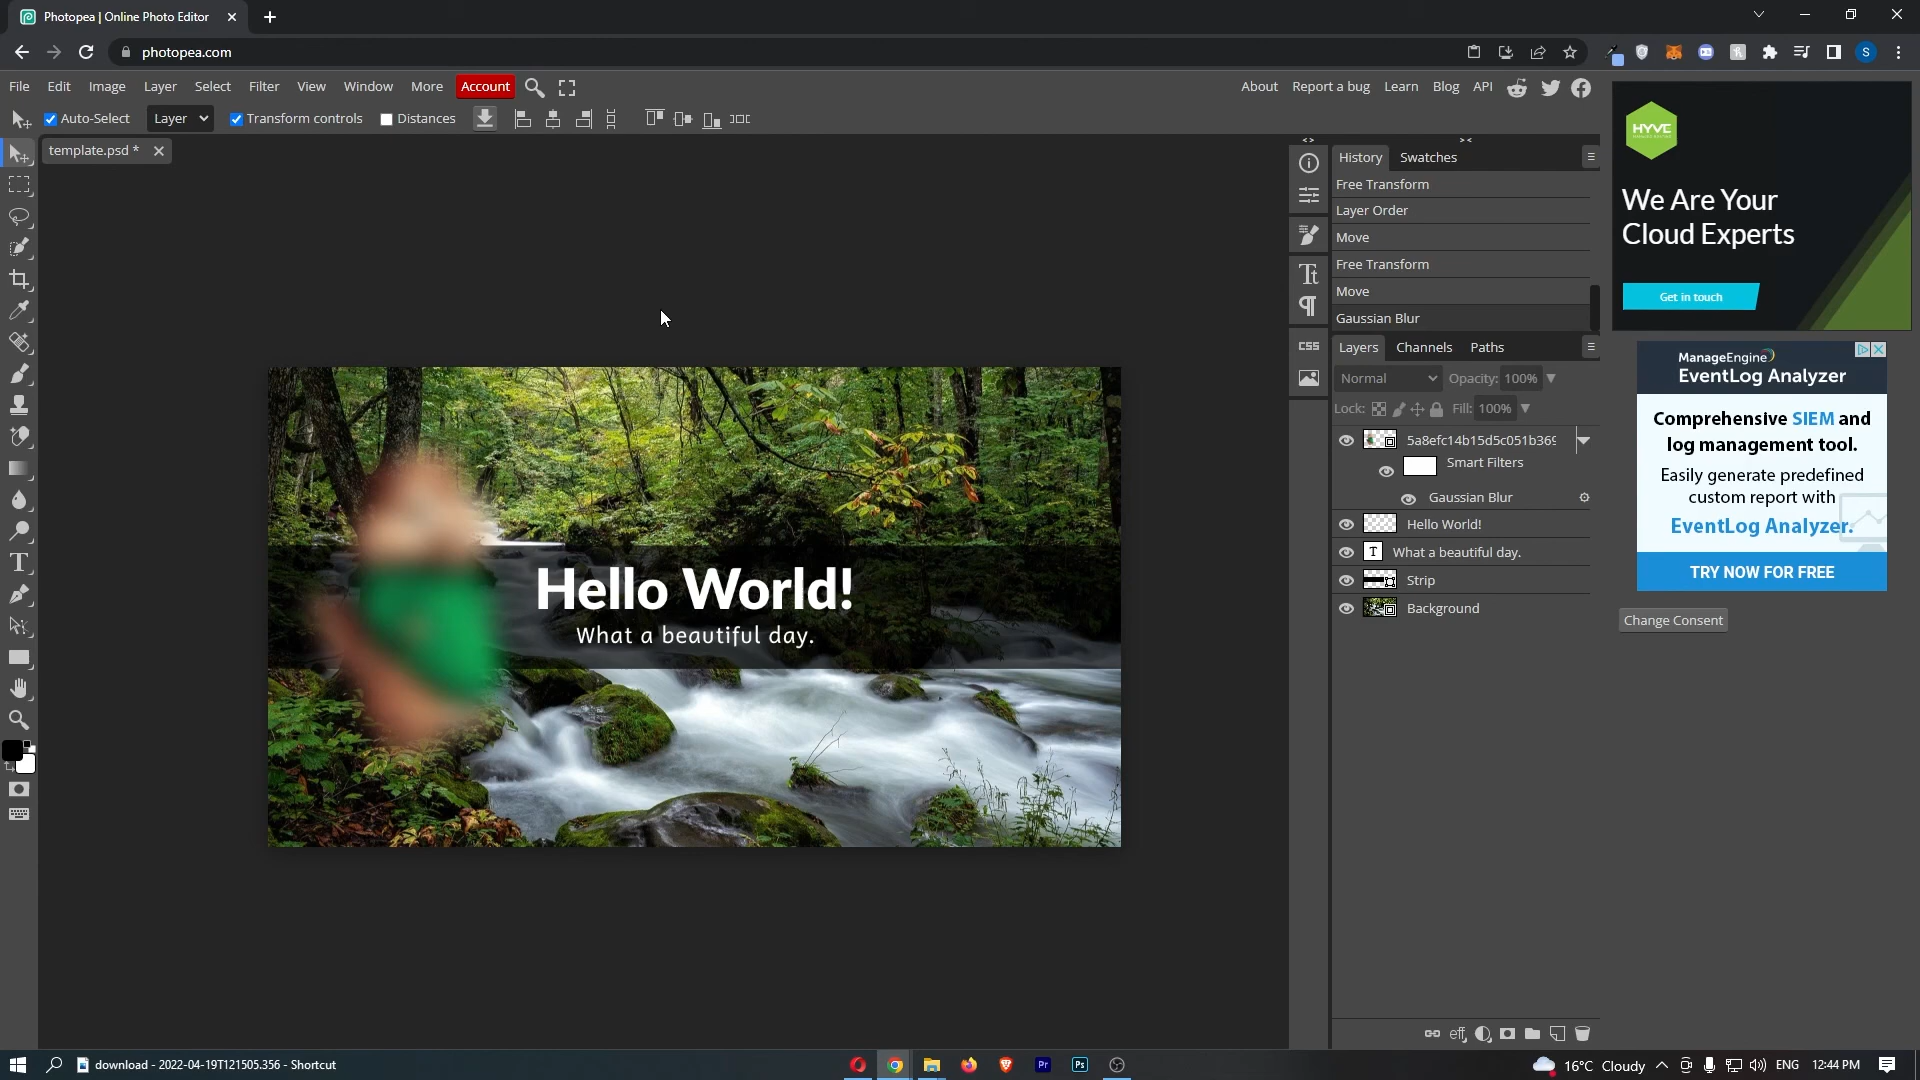 Photopea | Online Photo Editor
photopea.com
S
File Edit Image Layer Select Filter View Window More Account
About Report a bug Learn Blog API
Auto-Select Layer Transform controls Distances
template.psd *
History Swatches
Free Transform
Layer Order
Move
Free Transform
Move
Gaussian Blur
CSS
Layers Channels Paths
Normal Opacity: 100%
Lock: Fill: 100%
5a8efc14b15d5c051b369
Smart Filters
Gaussian Blur
Hello World!
T What a beautiful day.
Strip
Background
eff
Hello World!
What a beautiful day.
HYVE
We Are Your
Cloud Experts
Get in touch
ManageEngine
EventLog Analyzer
Comprehensive SIEM and
log management tool.
Easily generate predefined
custom report with
EventLog Analyzer.
TRY NOW FOR FREE
Change Consent
download - 2022-04-19T121505.356 - Shortcut
Pr
Ps
16°C Cloudy
ENG
12:44 PM